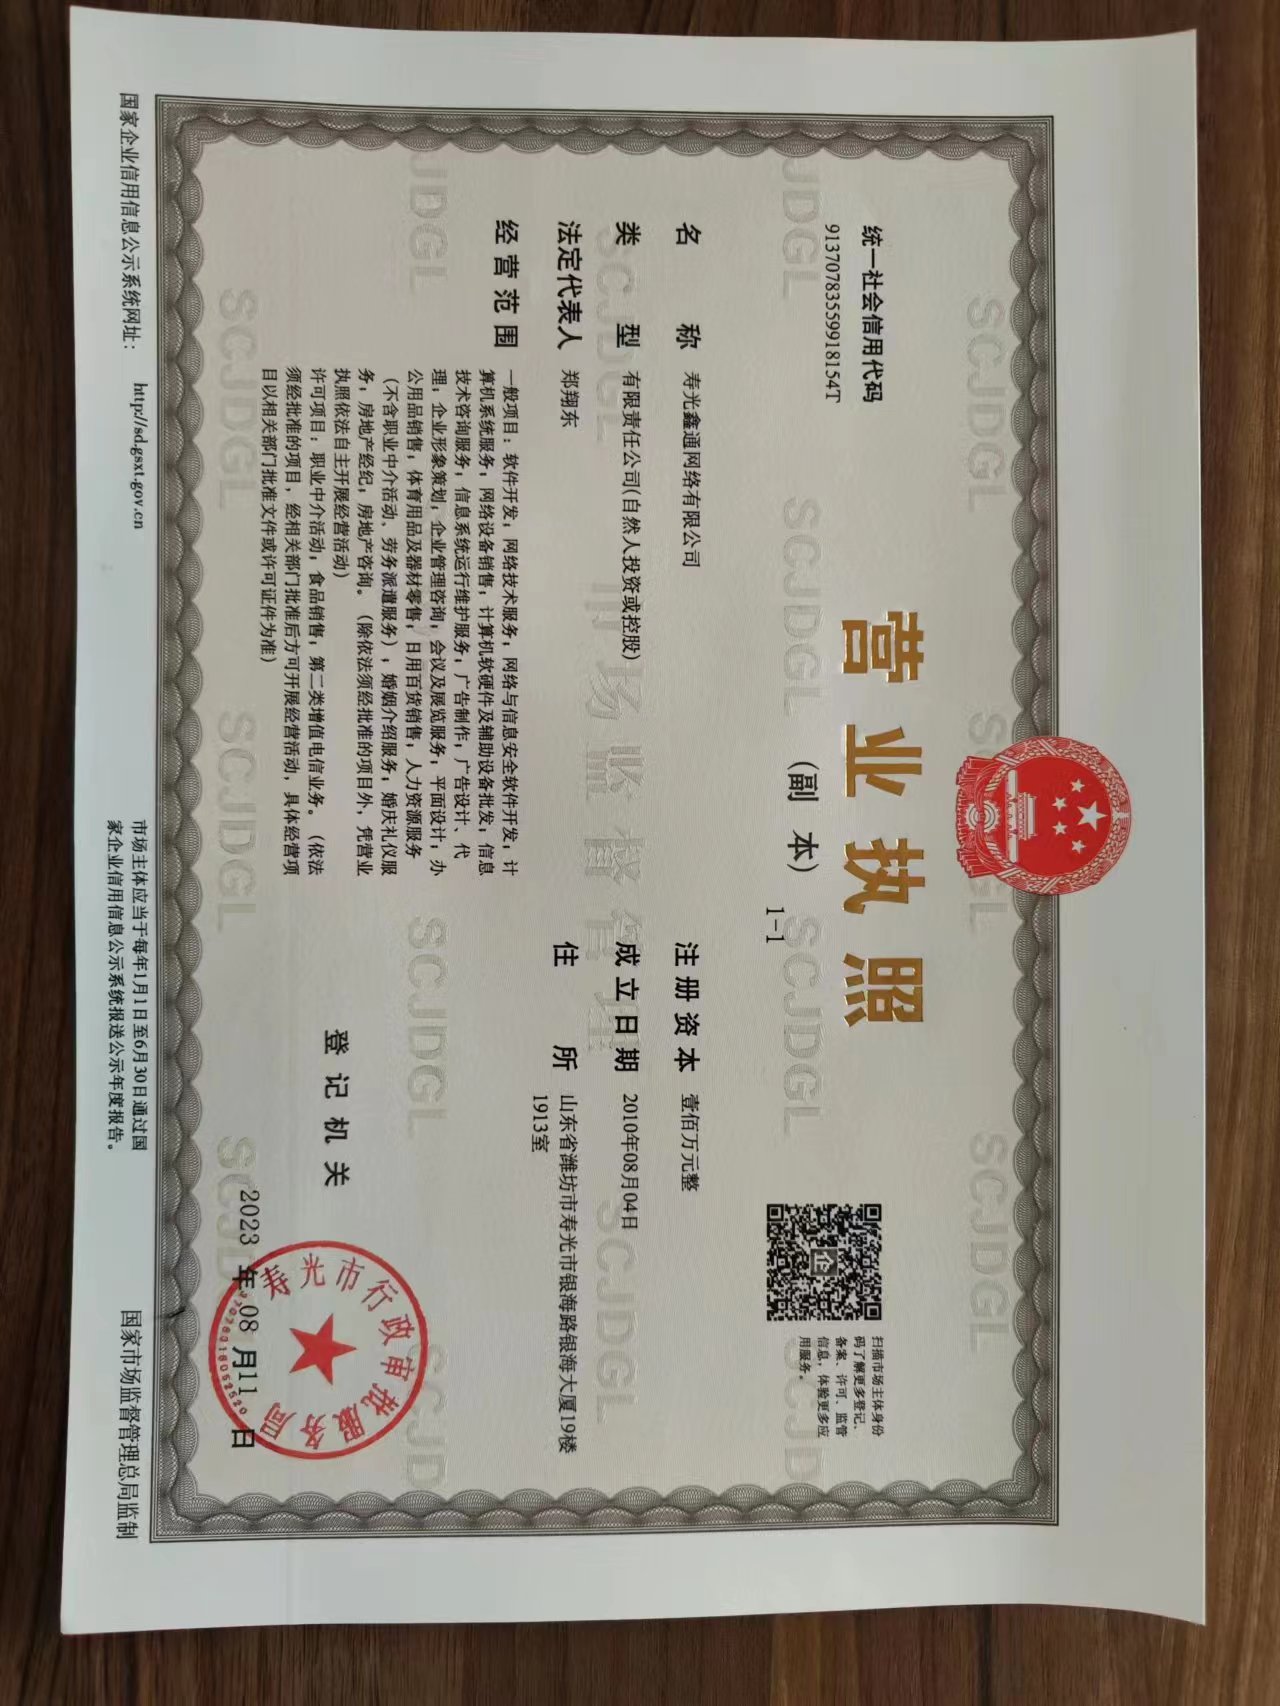 营业执照
(副 本)
1-1
统一社会信用代码
91370783559918154T
扫描市场主体身份
码了解更多登记、
备案、许可、监管
信息，体验更多应
用服务。
名 称 寿光鑫通网络有限公司
类 型 有限责任公司(自然人投资或控股)
法定代表人 郑翔东
经营范围 一般项目：软件开发；网络技术服务；网络与信息安全软件开发；计
算机系统服务；网络设备销售；计算机软硬件及辅助设备批发；信息
技术咨询服务；信息系统运行维护服务；广告制作；广告设计、代
理；企业形象策划；企业管理咨询；会议及展览服务；平面设计；办
公用品销售；体育用品及器材零售；日用百货销售；人力资源服务
（不含职业中介活动、劳务派遣服务）；婚姻介绍服务；婚庆礼仪服
务；房地产经纪；房地产咨询。（除依法须经批准的项目外，凭营业
执照依法自主开展经营活动）
许可项目：职业中介活动；食品销售；第二类增值电信业务。（依法
须经批准的项目，经相关部门批准后方可开展经营活动，具体经营项
目以相关部门批准文件或许可证件为准）
注册资本 壹佰万元整
成立日期 2010年08月04日
住 所 山东省潍坊市寿光市银海路银海大厦19楼
1913室
登记机关
寿光市行政审批服务局
2023 年 08 月 11 日
国家企业信用信息公示系统网址： http://sd.gsxt.gov.cn
市场主体应当于每年1月1日至6月30日通过国
家企业信用信息公示系统报送公示年度报告。
国家市场监督管理总局监制